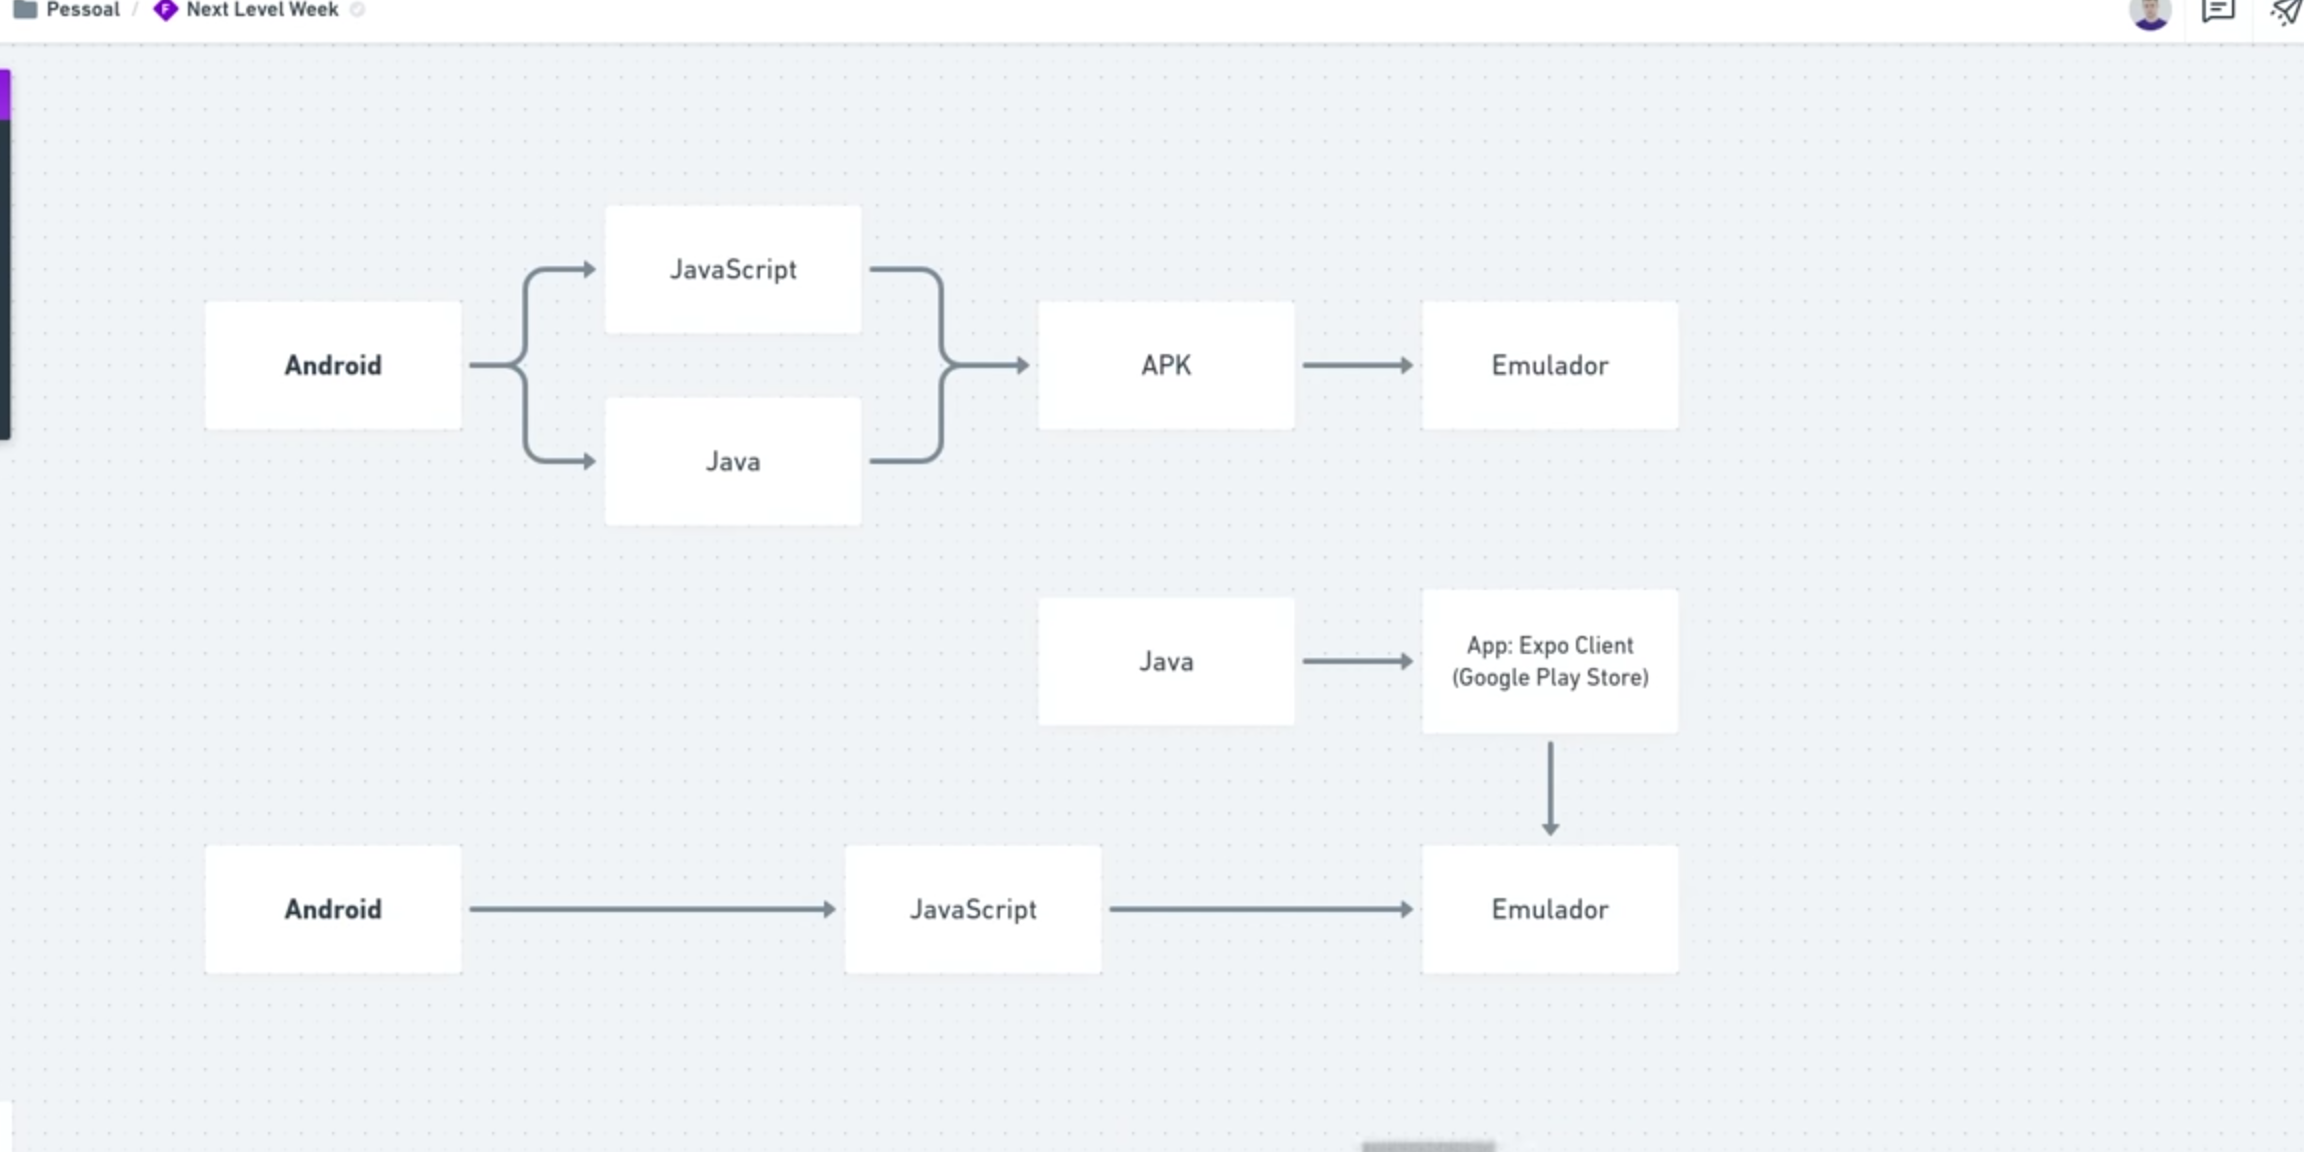 Pessoal / Next Level Week
JavaScript
Android
APK
Emulador
Java
Java
App: Expo Client
(Google Play Store)
Android
JavaScript
Emulador